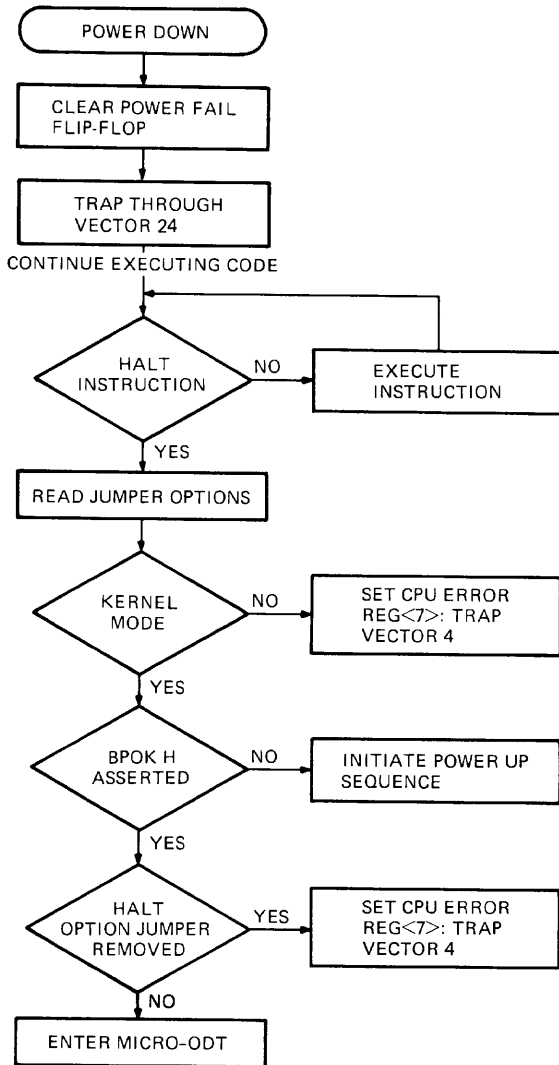 POWER DOWN
CLEAR POWER FAIL
FLIP-FLOP
TRAP THROUGH
VECTOR 24
CONTINUE EXECUTING CODE
HALT
INSTRUCTION
NO
EXECUTE
INSTRUCTION
YES
READ JUMPER OPTIONS
KERNEL
MODE
NO
SET CPU ERROR
REG<7>: TRAP
VECTOR 4
YES
BPOK H
ASSERTED
NO
INITIATE POWER UP
SEQUENCE
YES
HALT
OPTION JUMPER
REMOVED
YES
SET CPU ERROR
REG<7>: TRAP
VECTOR 4
NO
ENTER MICRO-ODT